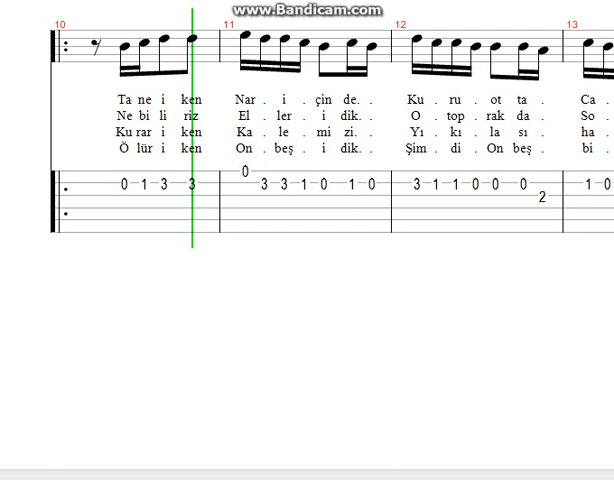 www.Bandicam.com
10 11 12 13
Ta ne i ken Nar . i . çin de. . Ku . ru . ot ta . Ca .
Ne bi li riz El . ler . i dik. . O . top . rak da . So .
Ku rar i ken Ka . le . mi zi. . Yı . kı . la sı . ha .
Ö lür i ken On . beş . i dik. . Şim . di . On beş . bi .
0
0 1 3 3 3 3 1 0 1 0 3 1 1 0 0 0 1 0
2